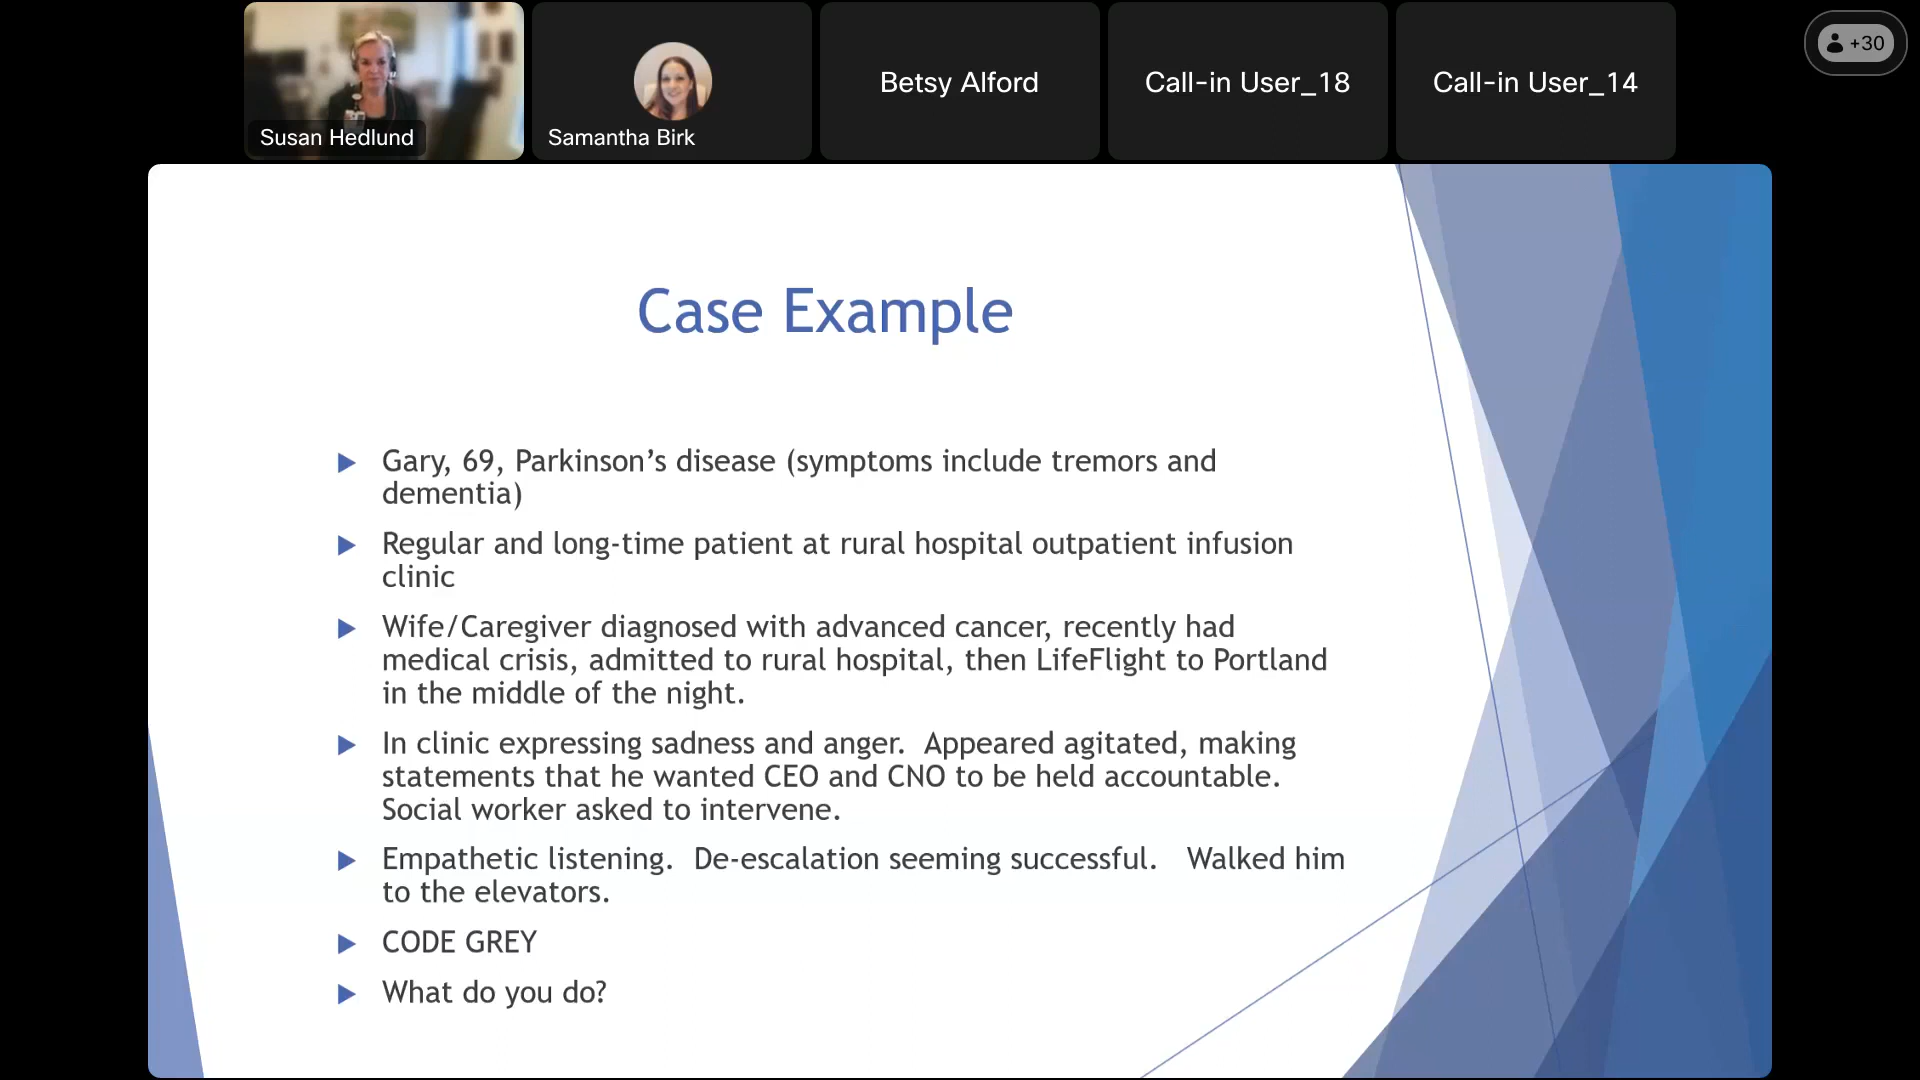 Susan Hedlund
Samantha Birk
Betsy Alford
Call-in User_18
Call-in User_14
+30
Case Example
Gary, 69, Parkinson’s disease (symptoms include tremors and
dementia)
Regular and long-time patient at rural hospital outpatient infusion
clinic
Wife/Caregiver diagnosed with advanced cancer, recently had
medical crisis, admitted to rural hospital, then LifeFlight to Portland
in the middle of the night.
In clinic expressing sadness and anger.  Appeared agitated, making
statements that he wanted CEO and CNO to be held accountable.
Social worker asked to intervene.
Empathetic listening.  De-escalation seeming successful.   Walked him
to the elevators.
CODE GREY
What do you do?